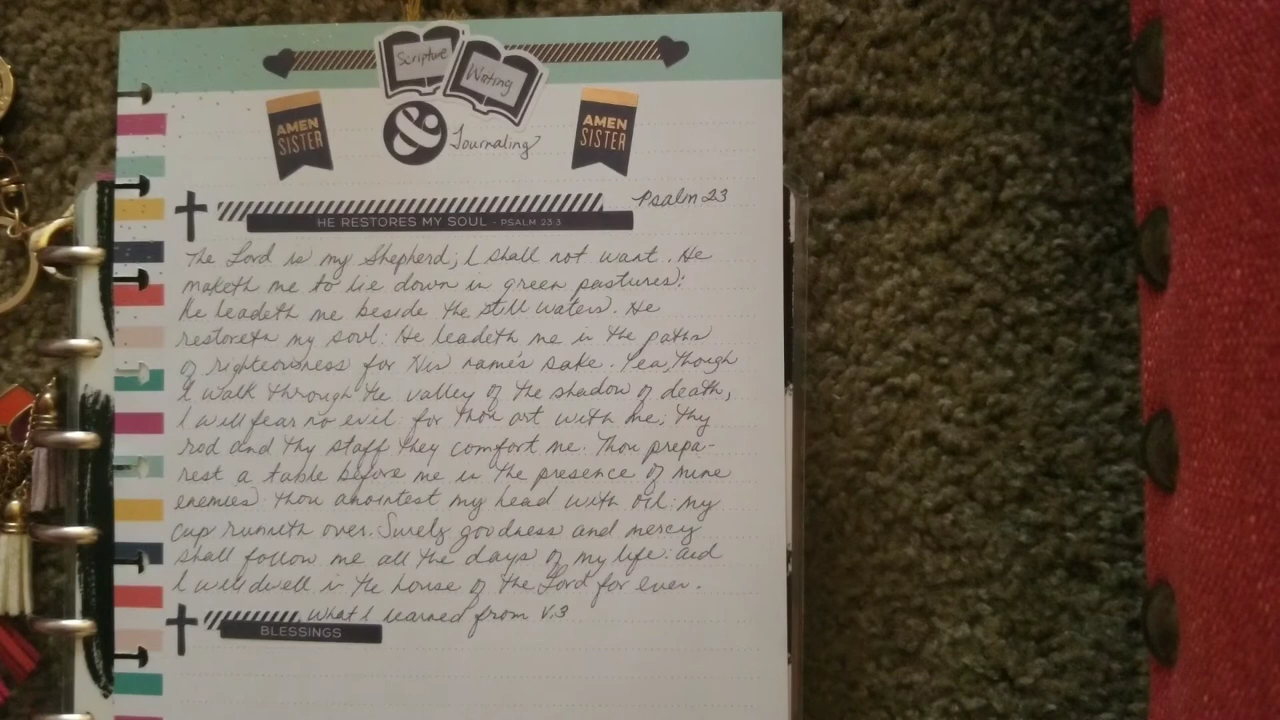 Scripture
Writing
AMEN
SISTER
&
Journaling
AMEN
SISTER
Psalm 23
HE RESTORES MY SOUL - PSALM 23:3
The Lord is my Shepherd; I shall not want. He
maketh me to lie down in green pastures:
he leadeth me beside the still waters. He
restoreth my soul: He leadeth me in the paths
of righteousness for His name's sake. Yea, though
I walk through the valley of the shadow of death,
I will fear no evil: for thou art with me; thy
rod and thy staff they comfort me. Thou prepa-
rest a table before me in the presence of mine
enemies: thou anointest my head with oil: my
cup runneth over. Surely goodness and mercy
shall follow me all the days of my life: and
I will dwell in the house of the Lord for ever.
What I learned from V.3
BLESSINGS